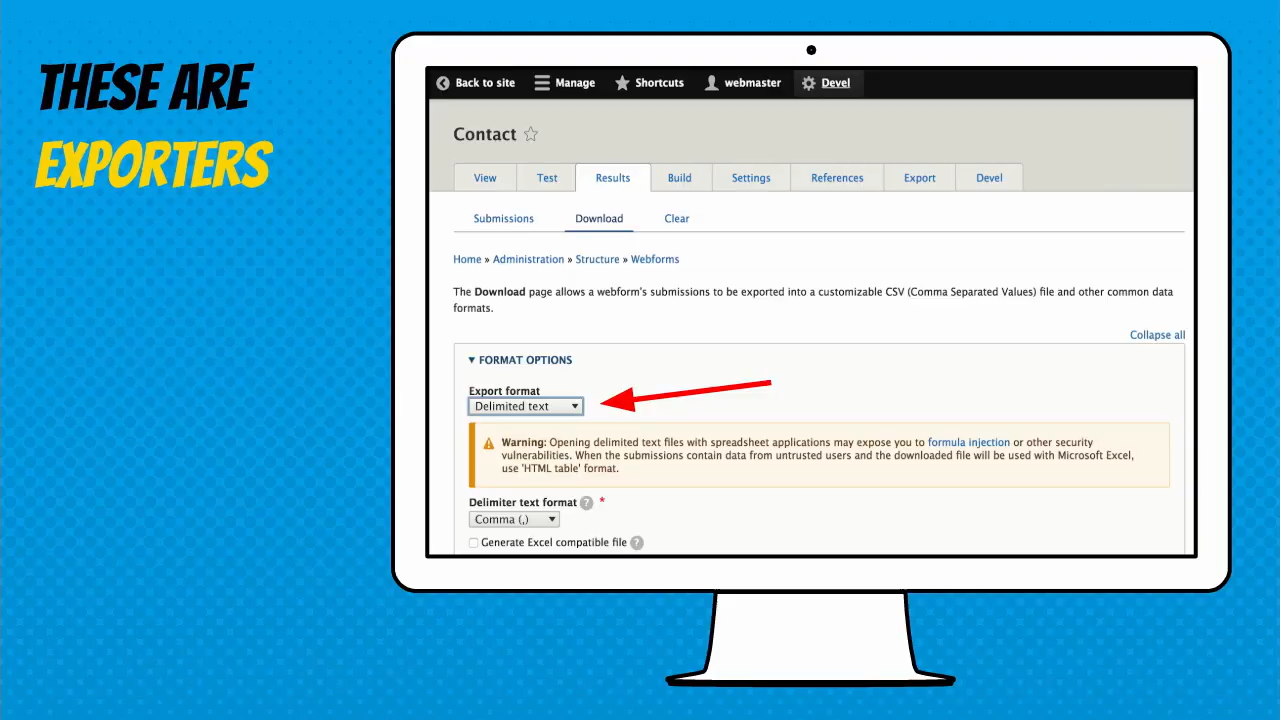 THESE ARE
EXPORTERS
Back to site Manage Shortcuts webmaster Devel
Contact
View Test Results Build Settings References Export Devel
Submissions Download Clear
Home » Administration » Structure » Webforms
The Download page allows a webform's submissions to be exported into a customizable CSV (Comma Separated Values) file and other common data
formats.
Collapse all
▼ FORMAT OPTIONS
Export format
Delimited text
Warning: Opening delimited text files with spreadsheet applications may expose you to formula injection or other security
vulnerabilities. When the submissions contain data from untrusted users and the downloaded file will be used with Microsoft Excel,
use 'HTML table' format.
Delimiter text format ? *
Comma (,)
Generate Excel compatible file ?